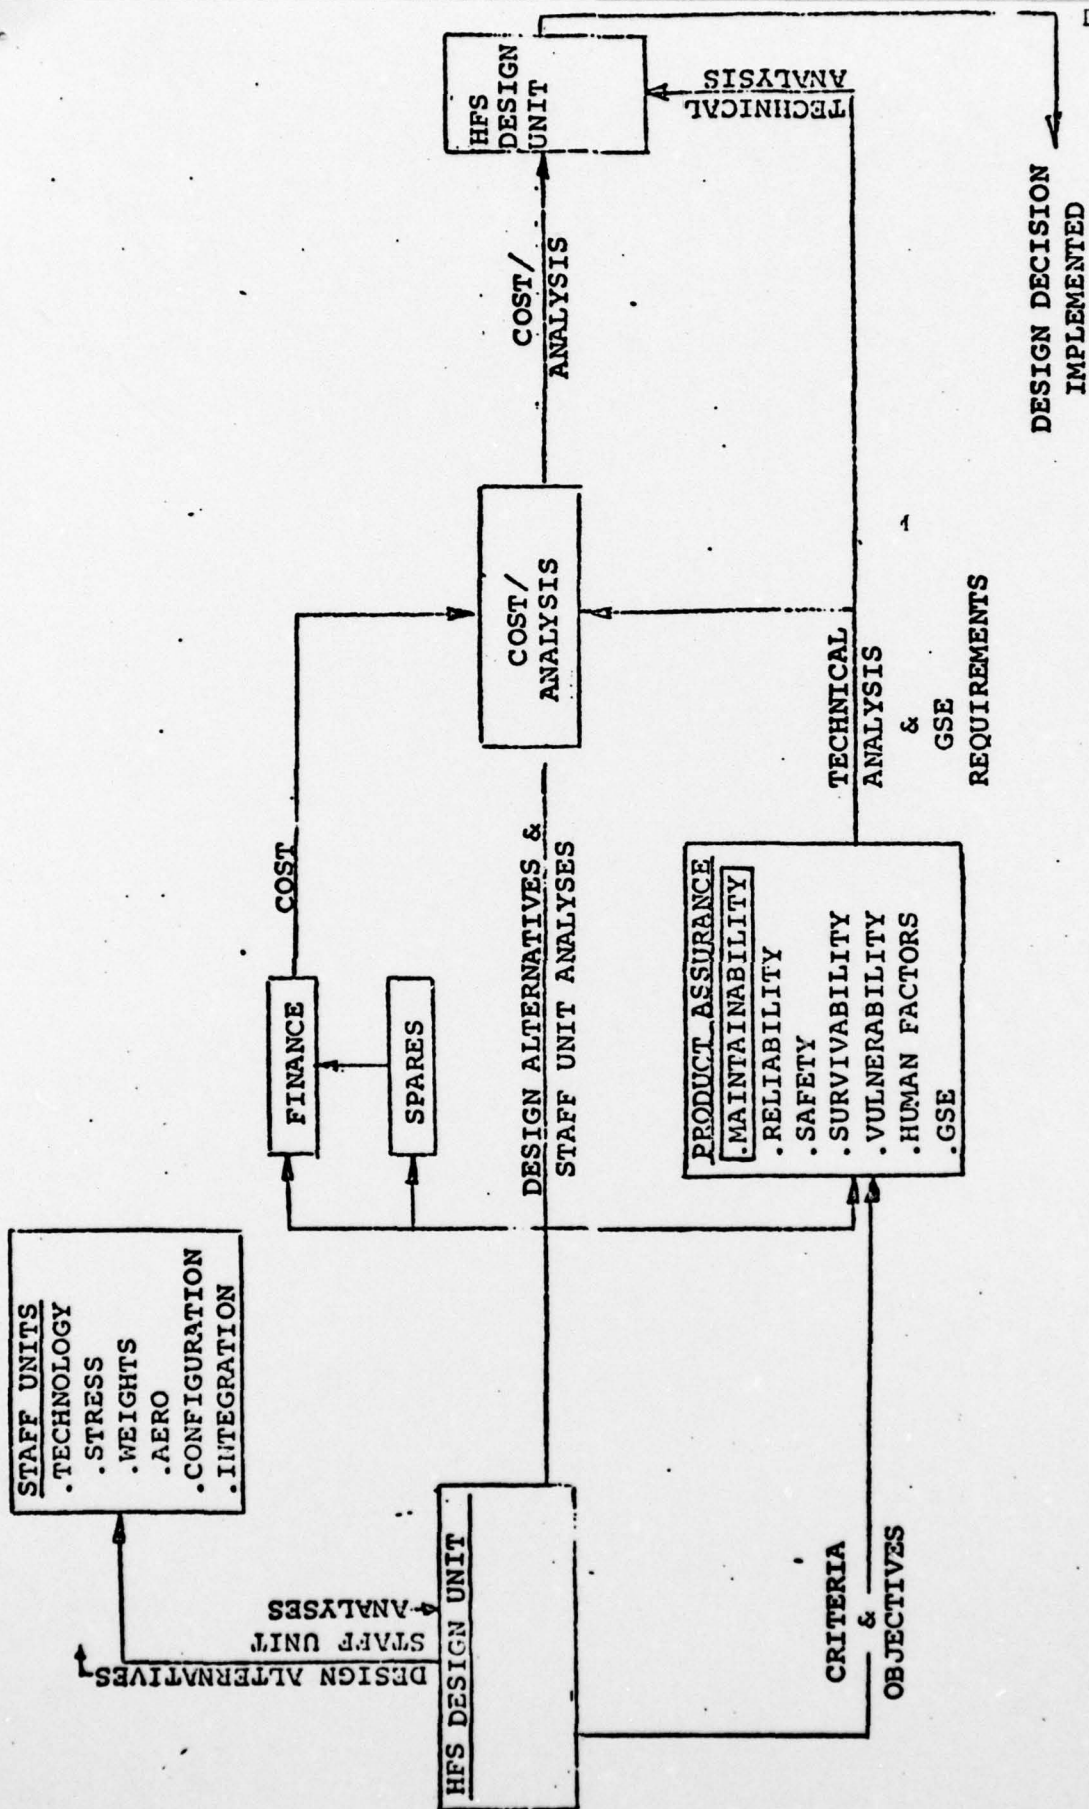 STAFF UNITS
.TECHNOLOGY
.STRESS
.WEIGHTS
.AERO
.CONFIGURATION
.INTEGRATION
DESIGN ALTERNATIVES
STAFF UNIT
ANALYSES
HFS DESIGN UNIT
CRITERIA
&
OBJECTIVES
FINANCE
SPARES
COST
DESIGN ALTERNATIVES &
STAFF UNIT ANALYSES
PRODUCT ASSURANCE
.MAINTAINABILITY
.RELIABILITY
.SAFETY
.SURVIVABILITY
.VULNERABILITY
.HUMAN FACTORS
.GSE
COST/
ANALYSIS
TECHNICAL
ANALYSIS
&
GSE
REQUIREMENTS
COST/
ANALYSIS
HFS
DESIGN
UNIT
TECHNICAL
ANALYSIS
DESIGN DECISION
IMPLEMENTED